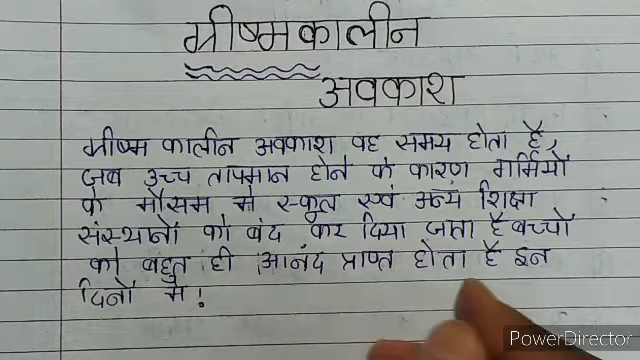 ग्रीष्मकालीन
अवकाश
ग्रीष्म कालीन अवकाश वह समय होता है,
जब उच्च तापमान होने के कारण गर्मियों
के मौसम में स्कूल एवं अन्य शिक्षा
संस्थानों को बंद कर दिया जाता है बच्चों
को बहुत ही आनंद प्राप्त होता है इन
दिनों में!
PowerDirector